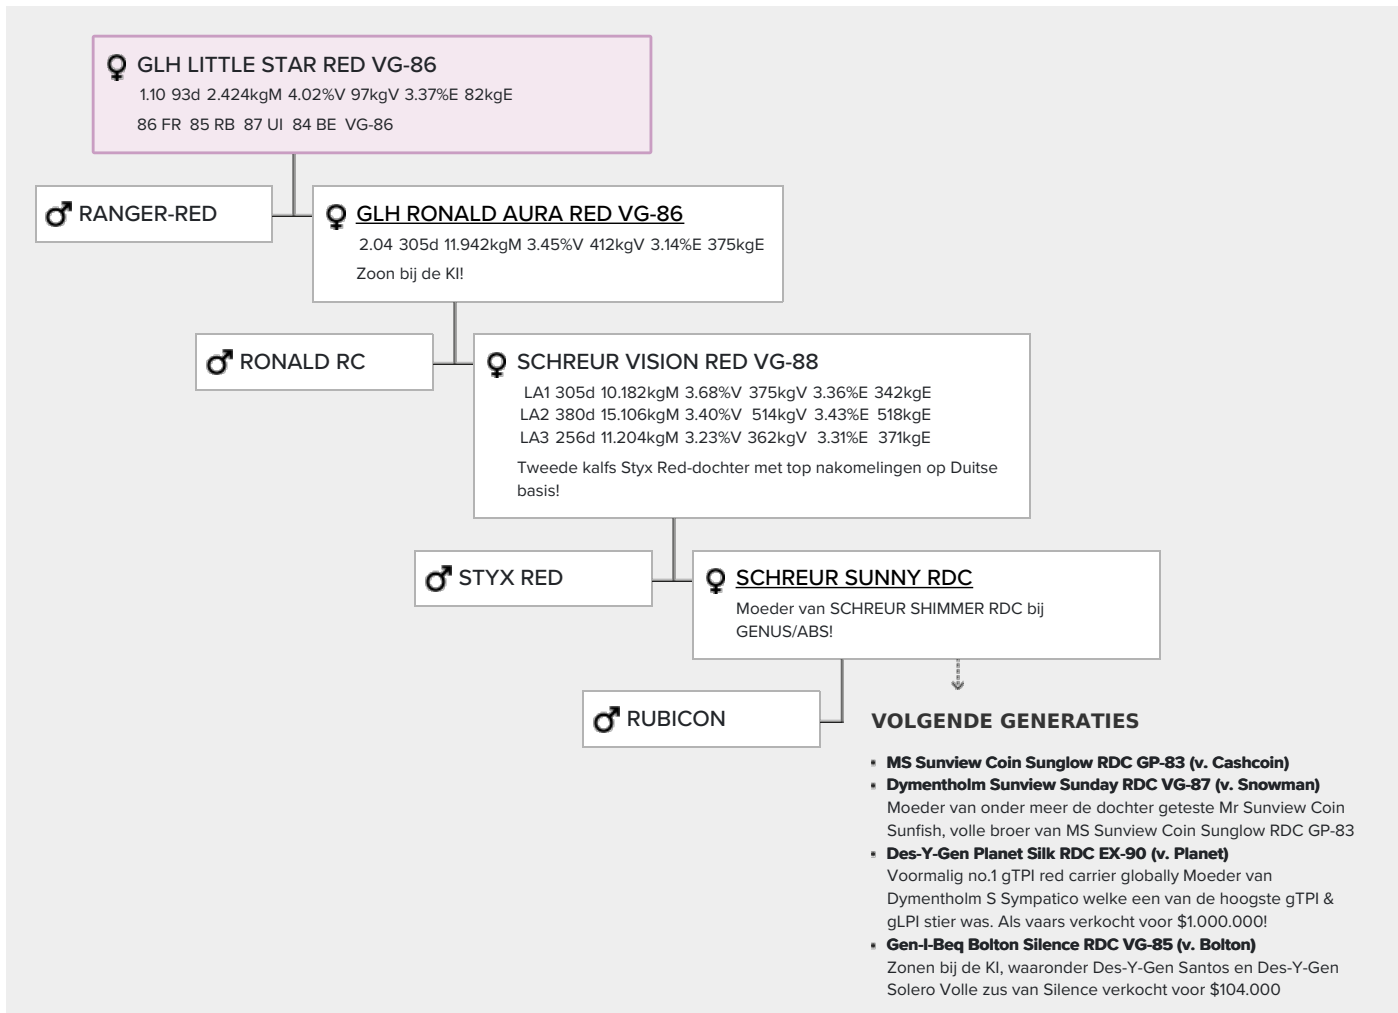 GLH LITTLE STAR RED VG-86
1.10 93d 2.424kgM 4.02%V 97kgV 3.37%E 82kgE
86 FR 85 RB 87 UI 84 BE VG-86
RANGER-RED
GLH RONALD AURA RED VG-86
2.04 305d 11.942kgM 3.45%V 412kgV 3.14%E 375kgE
Zoon bij de KI!
RONALD RC
SCHREUR VISION RED VG-88
LA1 305d 10.182kgM 3.68%V 375kgV 3.36%E 342kgE
LA2 380d 15.106kgM 3.40%V 514kgV 3.43%E 518kgE
LA3 256d 11.204kgM 3.23%V 362kgV 3.31%E 371kgE
Tweede kalfs Styx Red-dochter met top nakomelingen op Duitse
basis!
STYX RED
SCHREUR SUNNY RDC
Moeder van SCHREUR SHIMMER RDC bij
GENUS/ABS!
RUBICON
VOLGENDE GENERATIES
MS Sunview Coin Sunglow RDC GP-83 (v. Cashcoin)
Dymentholm Sunview Sunday RDC VG-87 (v. Snowman)
Moeder van onder meer de dochter geteste Mr Sunview Coin
Sunfish, volle broer van MS Sunview Coin Sunglow RDC GP-83
Des-Y-Gen Planet Silk RDC EX-90 (v. Planet)
Voormalig no.1 gTPI red carrier globally Moeder van
Dymentholm S Sympatico welke een van de hoogste gTPI &
gLPI stier was. Als vaars verkocht voor $1.000.000!
Gen-I-Beq Bolton Silence RDC VG-85 (v. Bolton)
Zonen bij de KI, waaronder Des-Y-Gen Santos en Des-Y-Gen
Solero Volle zus van Silence verkocht voor $104.000